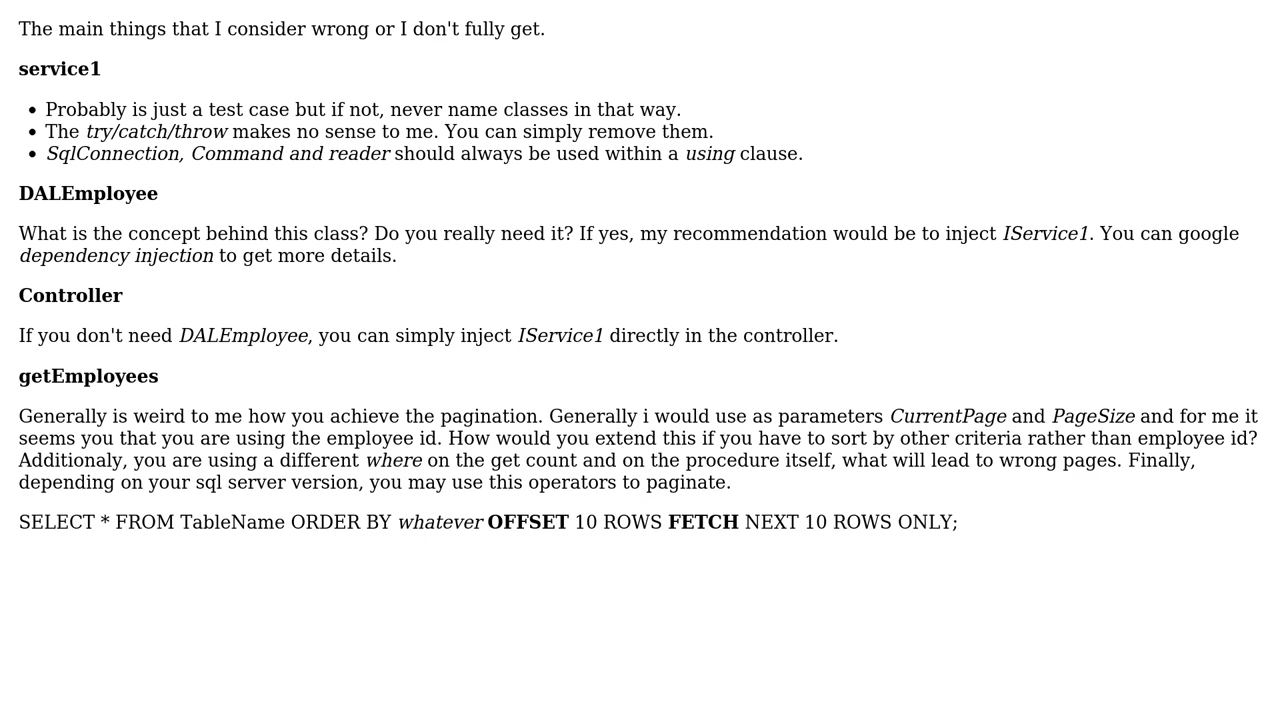 The main things that I consider wrong or I don't fully get.
service1
• Probably is just a test case but if not, never name classes in that way.
• The try/catch/throw makes no sense to me. You can simply remove them.
• SqlConnection, Command and reader should always be used within a using clause.
DALEmployee
What is the concept behind this class? Do you really need it? If yes, my recommendation would be to inject IService1. You can google
dependency injection to get more details.
Controller
If you don't need DALEmployee, you can simply inject IService1 directly in the controller.
getEmployees
Generally is weird to me how you achieve the pagination. Generally i would use as parameters CurrentPage and PageSize and for me it
seems you that you are using the employee id. How would you extend this if you have to sort by other criteria rather than employee id?
Additionaly, you are using a different where on the get count and on the procedure itself, what will lead to wrong pages. Finally,
depending on your sql server version, you may use this operators to paginate.
SELECT * FROM TableName ORDER BY whatever OFFSET 10 ROWS FETCH NEXT 10 ROWS ONLY;